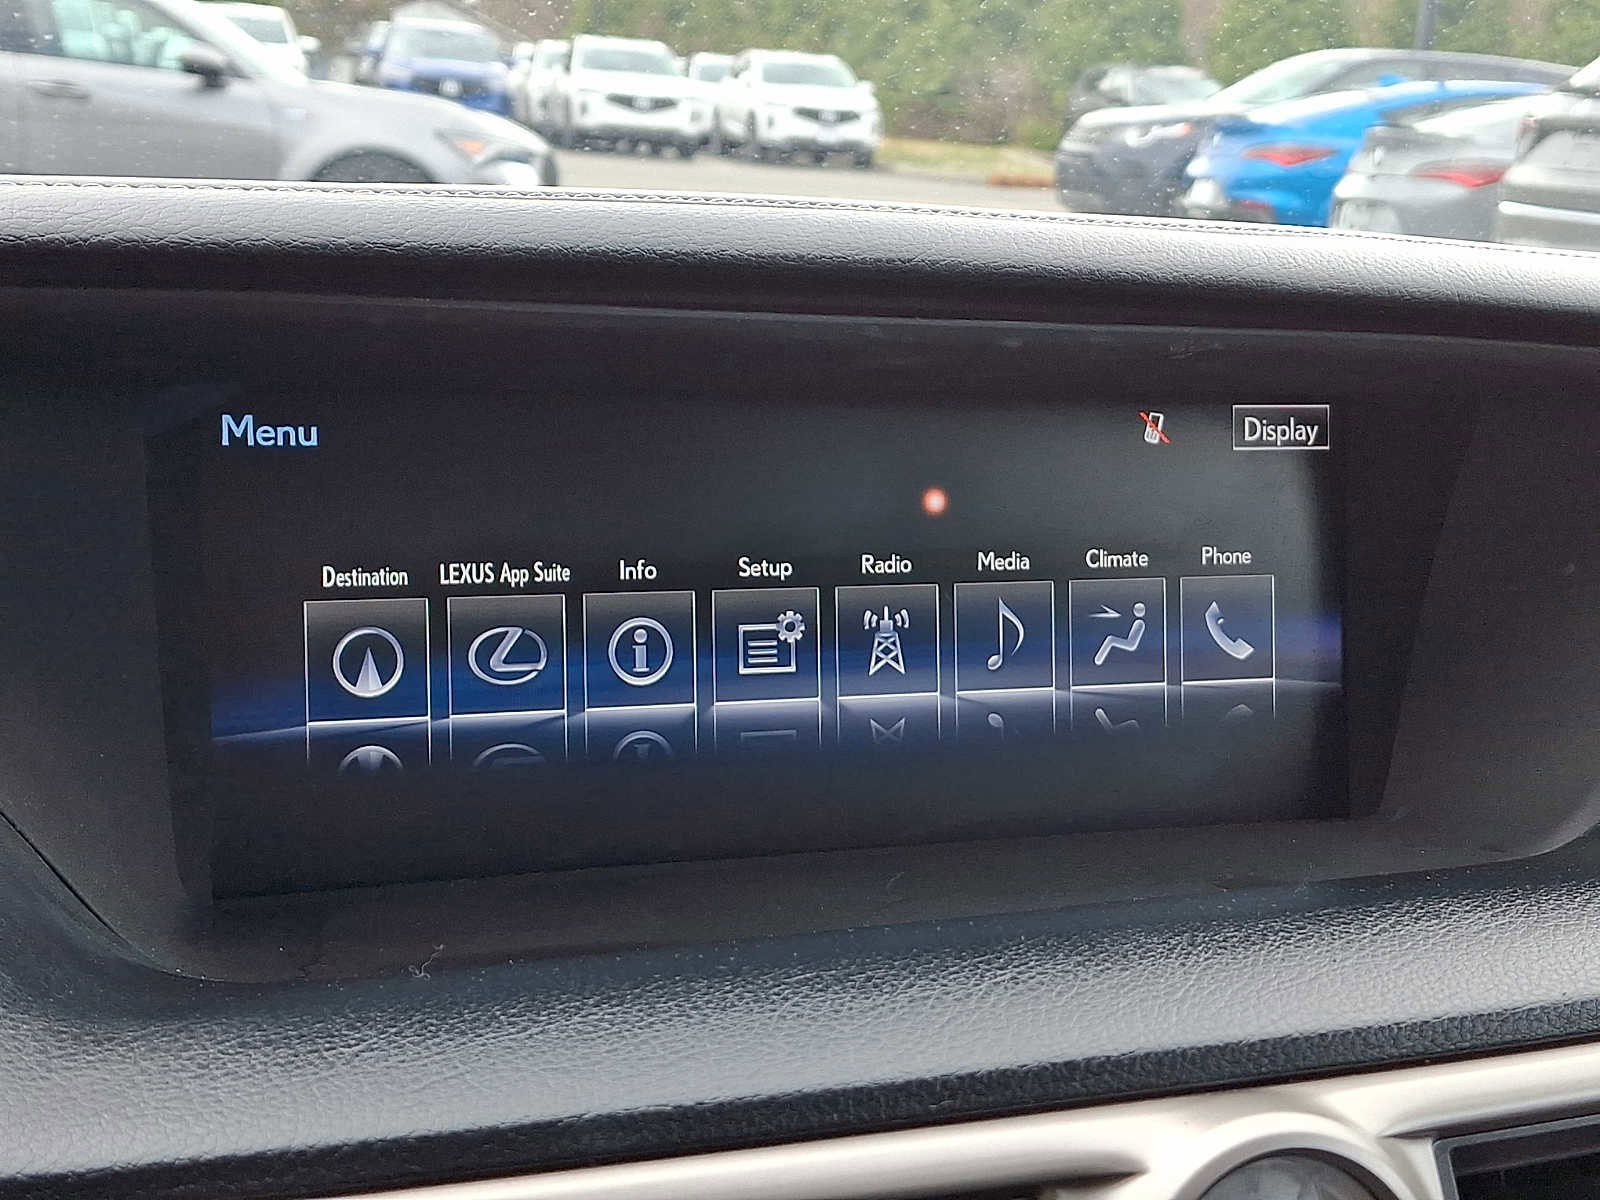 Menu
Display
Destination
LEXUS App Suite
Info
Setup
Radio
Media
Climate
Phone